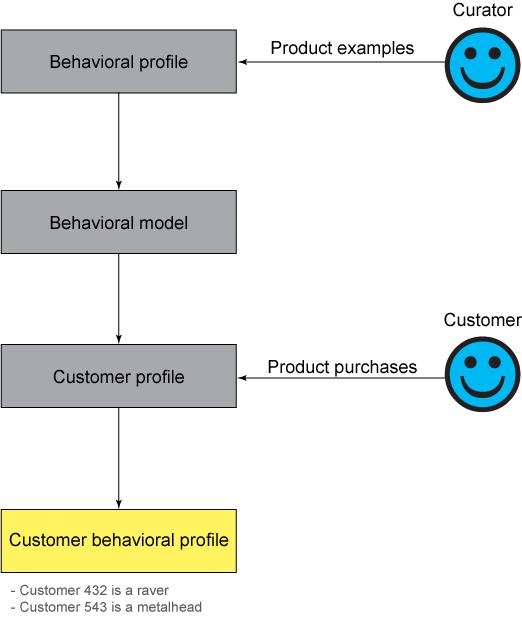 Curator
Product examples
Behavioral profile
Behavioral model
Customer
Product purchases
Customer profile
Customer behavioral profile
- Customer 432 is a raver
- Customer 543 is a metalhead